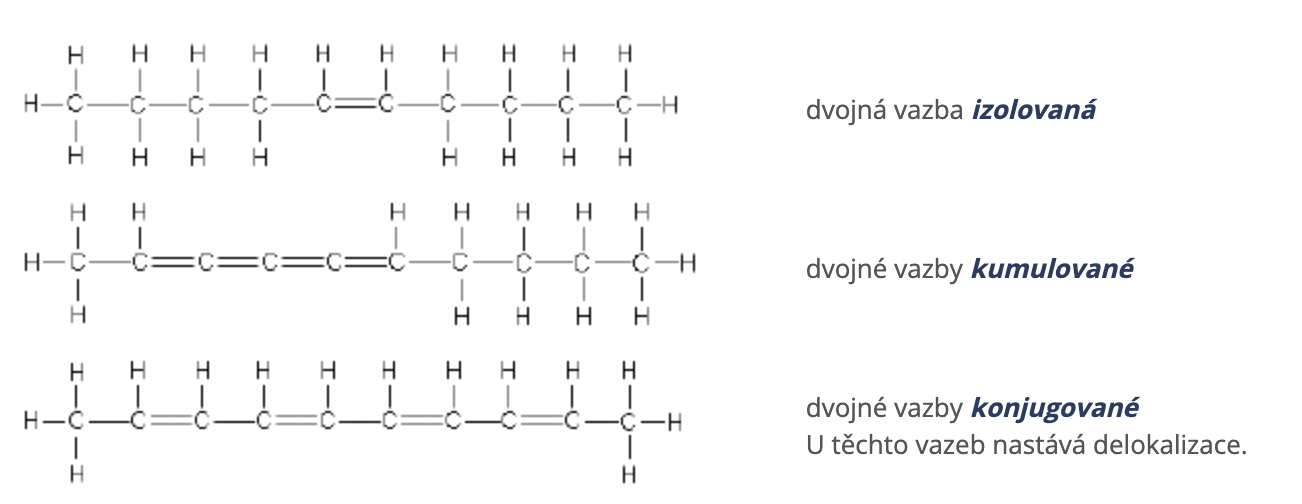 H H H H H H H H H H
H—C—C—C—C—C=C—C—C—C—C—H
H H H H H H H H
dvojná vazba izolovaná
H H H H H H H
H—C—C=C=C=C=C—C—C—C—C—H
H H H H H
dvojné vazby kumulované
H H H H H H H H H H
H—C—C=C—C=C—C=C—C=C—C—H
H H
dvojné vazby konjugované
U těchto vazeb nastává delokalizace.